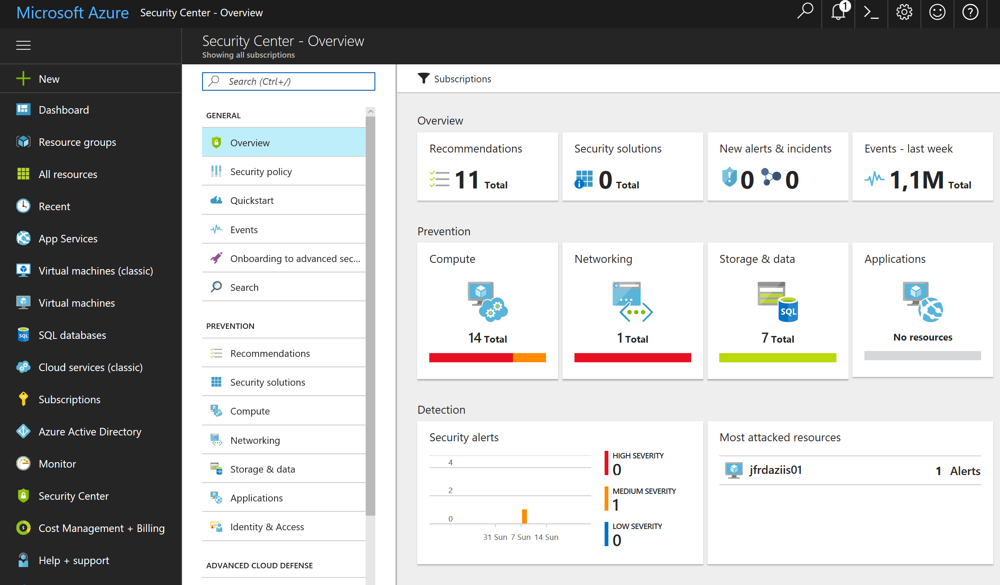 Microsoft Azure Security Center - Overview
1
Security Center - Overview
Showing all subscriptions
New
Dashboard
Resource groups
All resources
Recent
App Services
Virtual machines (classic)
Virtual machines
SQL
SQL databases
Cloud services (classic)
Subscriptions
Azure Active Directory
Monitor
Security Center
$
Cost Management + Billing
Help + support
Search (Ctrl+/)
GENERAL
Overview
Security policy
Quickstart
Events
Onboarding to advanced sec...
Search
PREVENTION
Recommendations
Security solutions
Compute
Networking
SQL
Storage & data
Applications
Identity & Access
ADVANCED CLOUD DEFENSE
Subscriptions
Overview
Recommendations
11 Total
Security solutions
0 Total
New alerts & incidents
0 0
Events - last week
1,1M Total
Prevention
Compute
14 Total
Networking
1 Total
Storage & data
SQL
7 Total
Applications
No resources
Detection
Security alerts
4
2
0
31 Sun 7 Sun 14 Sun
HIGH SEVERITY
0
MEDIUM SEVERITY
1
LOW SEVERITY
0
Most attacked resources
jfrdaziis01 1 Alerts